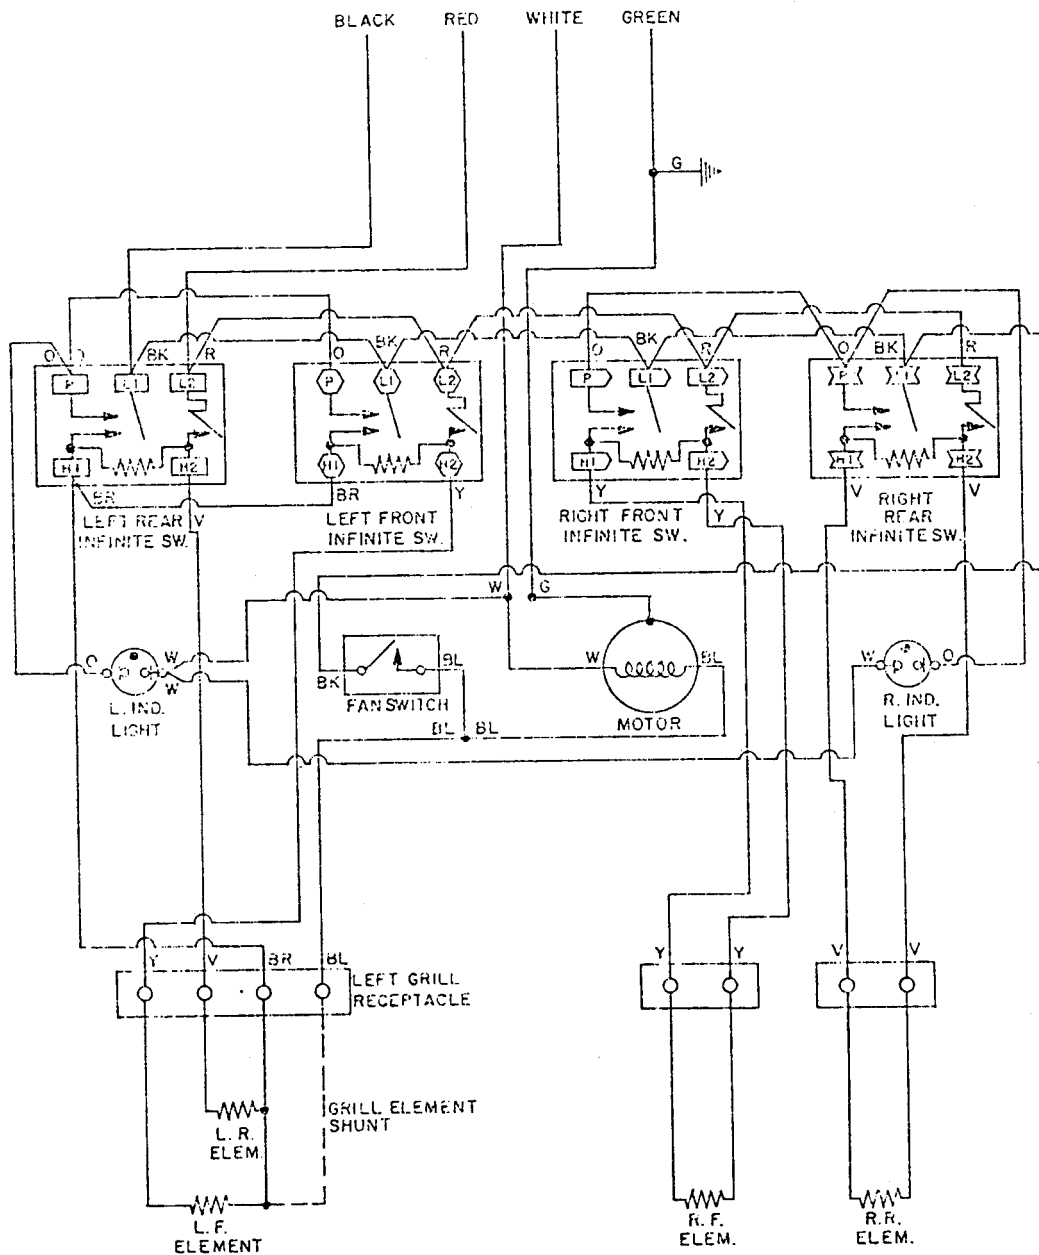 BLACK RED WHITE GREEN
G
O O BK R O BK R O BK R O BK R
P L1 L2 P L1 L2 P L1 L2 P L1 L2
H1 H2 H1 H2 H1 H2 H1 H2
BR V BR Y Y Y V V
LEFT REAR
INFINITE SW.
LEFT FRONT
INFINITE SW.
RIGHT FRONT
INFINITE SW.
RIGHT
REAR
INFINITE SW.
W G
O W
W
L. IND.
LIGHT
BK BL
FAN SWITCH
W BL
MOTOR
W O
R. IND.
LIGHT
BL BL
Y V BR BL
LEFT GRILL
RECEPTACLE
Y Y V V
GRILL ELEMENT
SHUNT
L. R.
ELEM.
L. F.
ELEMENT
R. F.
ELEM.
R.R.
ELEM.